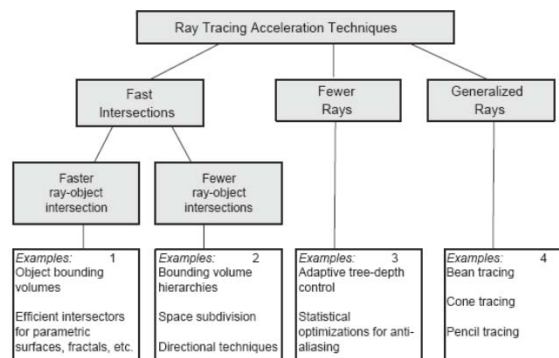 Ray Tracing Acceleration Techniques
Fast
Intersections
Fewer
Rays
Generalized
Rays
Faster
ray-object
intersection
Fewer
ray-object
intersections
Examples: 1
Object bounding
volumes
Efficient intersectors
for parametric
surfaces, fractals, etc.
Examples: 2
Bounding volume
hierarchies
Space subdivision
Directional techniques
Examples: 3
Adaptive tree-depth
control
Statistical
optimizations for anti-
aliasing
Examples: 4
Bean tracing
Cone tracing
Pencil tracing